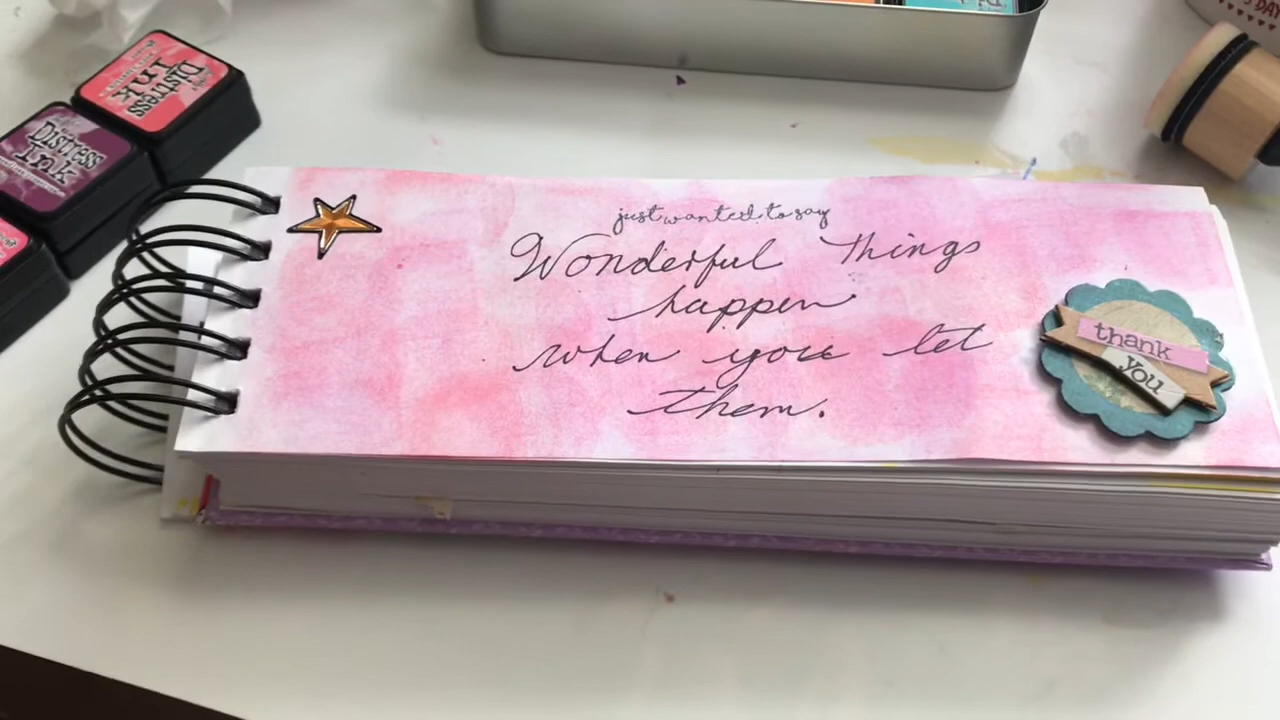 Distress
Ink
Distress
Ink
just wanted to say
Wonderful Things
happen
when you let
them.
thank
you